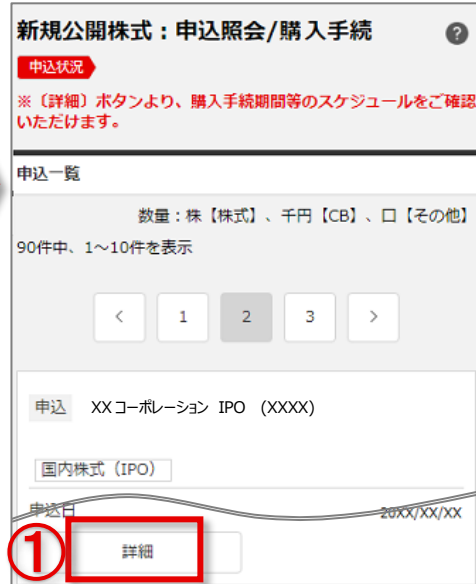 新規公開株式：申込照会/購入手続 ?
申込状況
※〔詳細〕ボタンより、購入手続期間等のスケジュールをご確認
いただけます。
申込一覧
数量：株【株式】、千円【CB】、口【その他】
90件中、1～10件を表示
< 1 2 3 >
申込 XXコーポレーション IPO (XXXX)
国内株式（IPO）
申込日 20XX/XX/XX
① 詳細